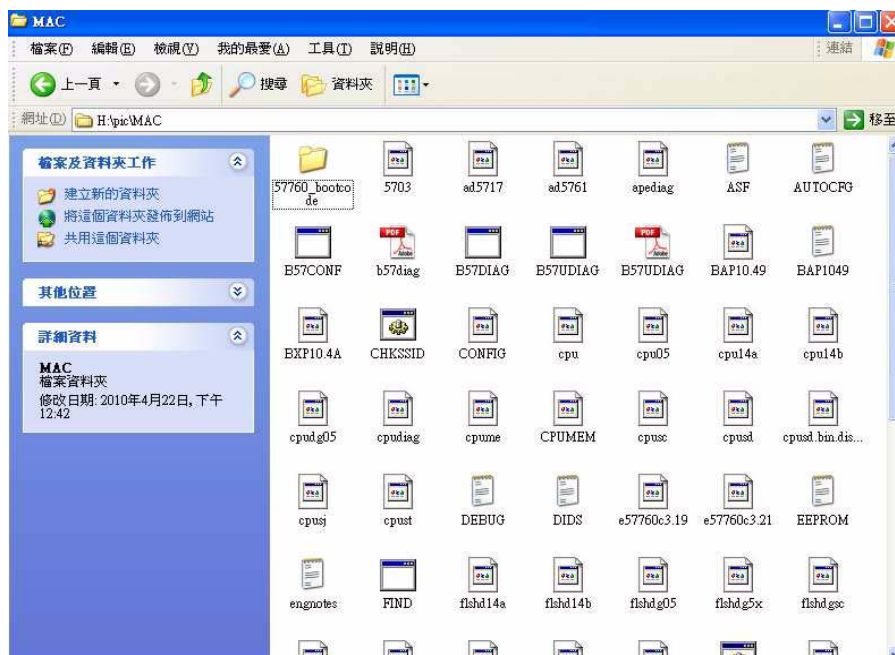 MAC
檔案(F) 編輯(E) 檢視(V) 我的最愛(A) 工具(T) 說明(H) 連結
上一頁 搜尋 資料夾
網址(D) H:\pic\MAC 移至
檔案及資料夾工作
建立新的資料夾
將這個資料夾發佈到網站
共用這個資料夾
其他位置
詳細資料
MAC
檔案資料夾
修改日期: 2010年4月22日, 下午
12:42
57760_bootco
de
5703 ad5717 ad5761 apediag ASF AUTOCFG
B57CONF b57diag B57DIAG B57UDIAG B57UDIAG BAP10.49 BAP1049
BXP10.4A CHKSSID CONFIG cpu cpu05 cpu14a cpu14b
cpudg05 cpudiag cpume CPUMEM cpusc cpusd cpusd.bin.dis...
cpusj cpust DEBUG DIDS e57760c3.19 e57760c3.21 EEPROM
engnotes FIND flshd14a flshd14b flshdg05 flshdg5x flshdgsc